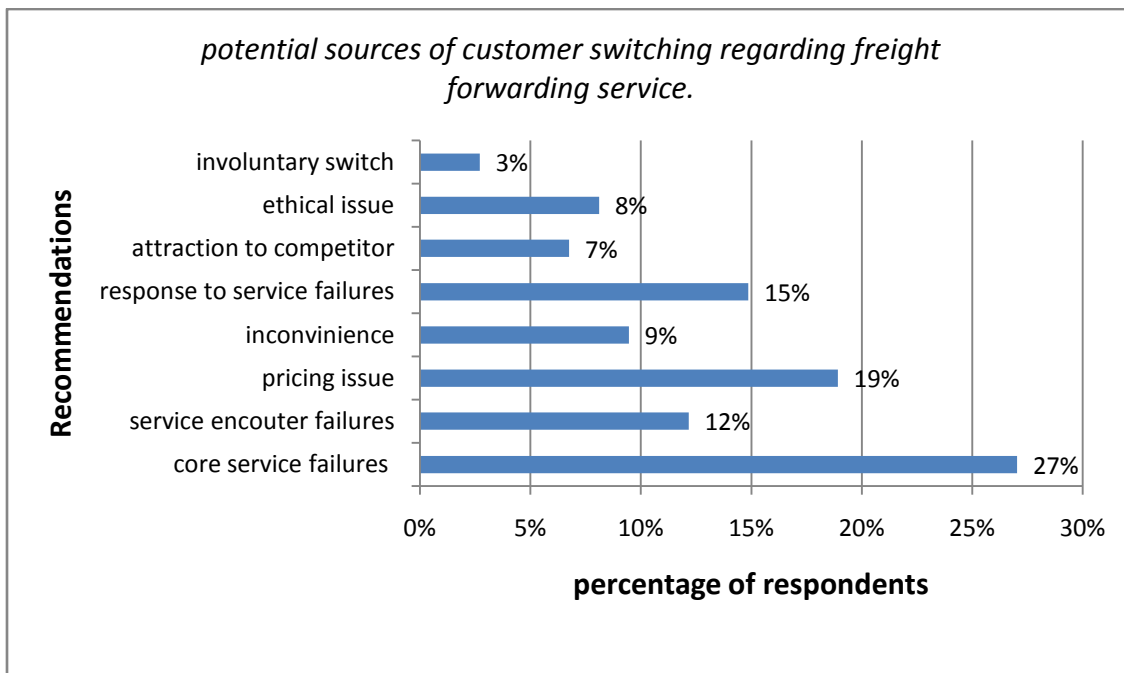 potential sources of customer switching regarding freight
forwarding service.
Recommendations
involuntary switch 3%
ethical issue 8%
attraction to competitor 7%
response to service failures 15%
inconvinience 9%
pricing issue 19%
service encouter failures 12%
core service failures 27%
0% 5% 10% 15% 20% 25% 30%
percentage of respondents